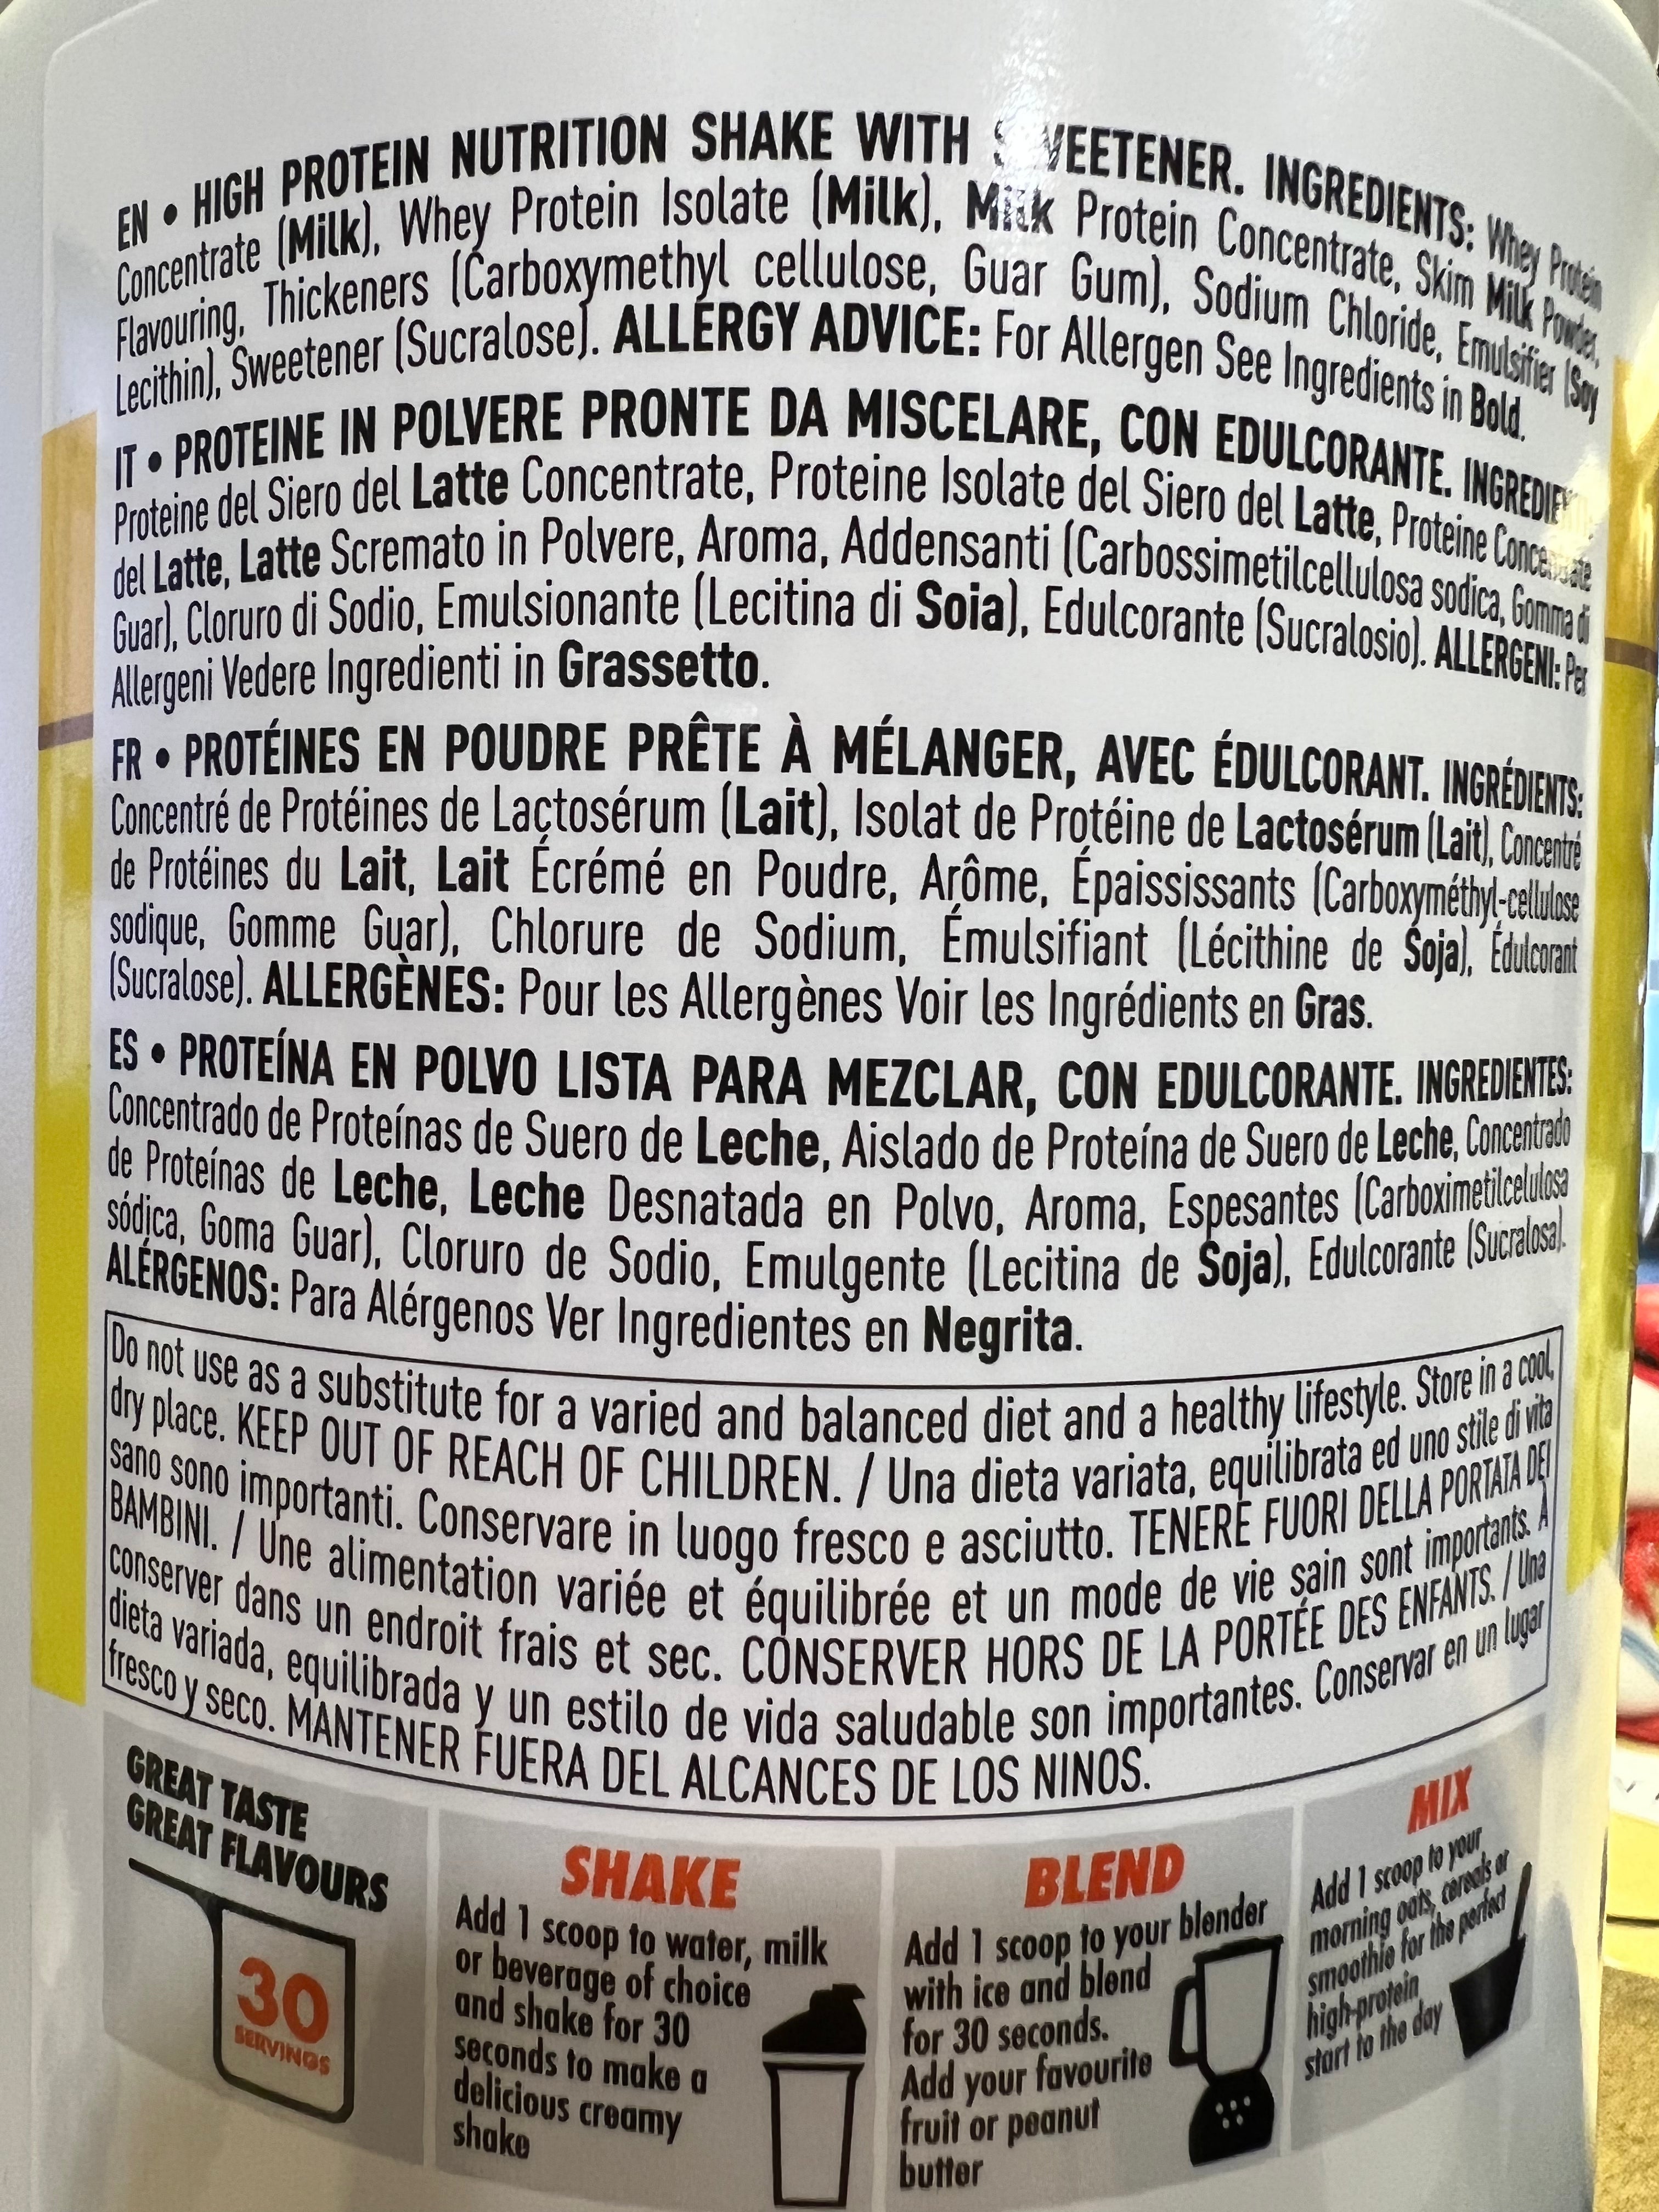 EN • HIGH PROTEIN NUTRITION SHAKE WITH SWEETENER. INGREDIENTS: Whey Protein
Concentrate (Milk), Whey Protein Isolate (Milk), Milk Protein Concentrate, Skim Milk Powder,
Flavouring, Thickeners (Carboxymethyl cellulose, Guar Gum), Sodium Chloride, Emulsifier (Soy
Lecithin), Sweetener (Sucralose). ALLERGY ADVICE: For Allergen See Ingredients in Bold.
IT • PROTEINE IN POLVERE PRONTE DA MISCELARE, CON EDULCORANTE. INGREDIENTI:
Proteine del Siero del Latte Concentrate, Proteine Isolate del Siero del Latte, Proteine Concentrate
del Latte, Latte Scremato in Polvere, Aroma, Addensanti (Carbossimetilcellulosa sodica, Gomma di
Guar), Cloruro di Sodio, Emulsionante (Lecitina di Soia), Edulcorante (Sucralosio). ALLERGENI: Per
Allergeni Vedere Ingredienti in Grassetto.
FR • PROTÉINES EN POUDRE PRÊTE À MÉLANGER, AVEC ÉDULCORANT. INGRÉDIENTS:
Concentré de Protéines de Lactosérum (Lait), Isolat de Protéine de Lactosérum (Lait), Concentré
de Protéines du Lait, Lait Écrémé en Poudre, Arôme, Épaississants (Carboxyméthyl-cellulose
sodique, Gomme Guar), Chlorure de Sodium, Émulsifiant (Lécithine de Soja), Édulcorant
(Sucralose). ALLERGÈNES: Pour les Allergènes Voir les Ingrédients en Gras.
ES • PROTEÍNA EN POLVO LISTA PARA MEZCLAR, CON EDULCORANTE. INGREDIENTES:
Concentrado de Proteínas de Suero de Leche, Aislado de Proteína de Suero de Leche, Concentrado
de Proteínas de Leche, Leche Desnatada en Polvo, Aroma, Espesantes (Carboximetilcelulosa
sódica, Goma Guar), Cloruro de Sodio, Emulgente (Lecitina de Soja), Edulcorante (Sucralosa).
ALÉRGENOS: Para Alérgenos Ver Ingredientes en Negrita.
Do not use as a substitute for a varied and balanced diet and a healthy lifestyle. Store in a cool,
dry place. KEEP OUT OF REACH OF CHILDREN. / Una dieta variata, equilibrata ed uno stile di vita
sano sono importanti. Conservare in luogo fresco e asciutto. TENERE FUORI DELLA PORTATA DEI
BAMBINI. / Une alimentation variée et équilibrée et un mode de vie sain sont importants. À
conserver dans un endroit frais et sec. CONSERVER HORS DE LA PORTÉE DES ENFANTS. / Una
dieta variada, equilibrada y un estilo de vida saludable son importantes. Conservar en un lugar
fresco y seco. MANTENER FUERA DEL ALCANCES DE LOS NINOS.
GREAT TASTE
GREAT FLAVOURS
30
SERVINGS
SHAKE
Add 1 scoop to water, milk
or beverage of choice
and shake for 30
seconds to make a
delicious creamy
shake
BLEND
Add 1 scoop to your blender
with ice and blend
for 30 seconds.
Add your favourite
fruit or peanut
butter
MIX
Add 1 scoop to your
morning oats, cereals or
smoothie for the perfect
high-protein
start to the day